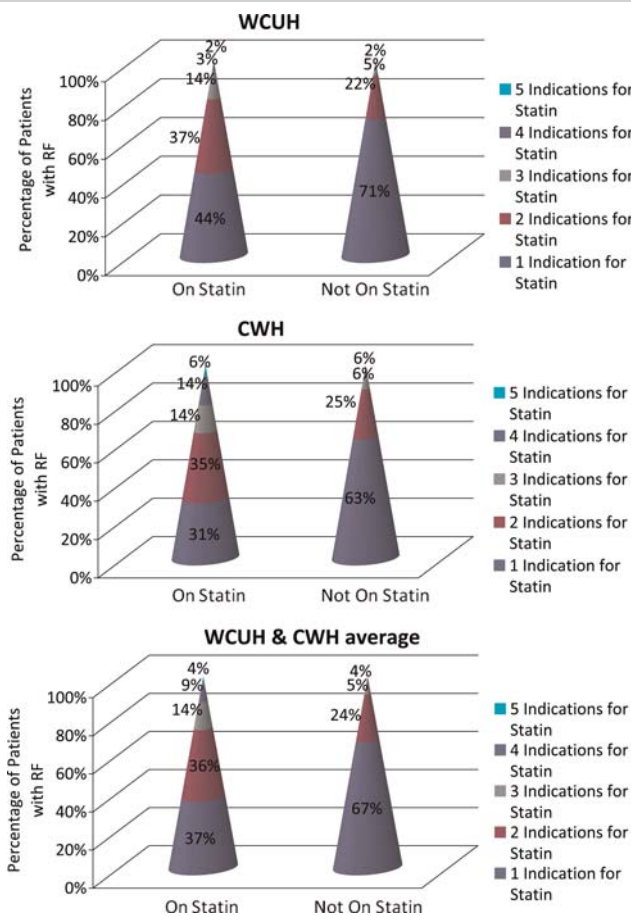 WCUH
Percentage of Patients
with RF
100%
80%
60%
40%
20%
0%
2%
3%
14%
37%
44%
2%
5%
22%
71%
On Statin
Not On Statin
5 Indications for
Statin
4 Indications for
Statin
3 Indications for
Statin
2 Indications for
Statin
1 Indication for
Statin
CWH
Percentage of Patients
with RF
100%
80%
60%
40%
20%
0%
6%
14%
14%
35%
31%
6%
6%
25%
63%
On Statin
Not On Statin
5 Indications for
Statin
4 Indications for
Statin
3 Indications for
Statin
2 Indications for
Statin
1 Indication for
Statin
WCUH & CWH average
Percentage of Patients
with RF
100%
80%
60%
40%
20%
0%
4%
9%
14%
36%
37%
4%
5%
24%
67%
On Statin
Not On Statin
5 Indications for
Statin
4 Indications for
Statin
3 Indications for
Statin
2 Indications for
Statin
1 Indication for
Statin